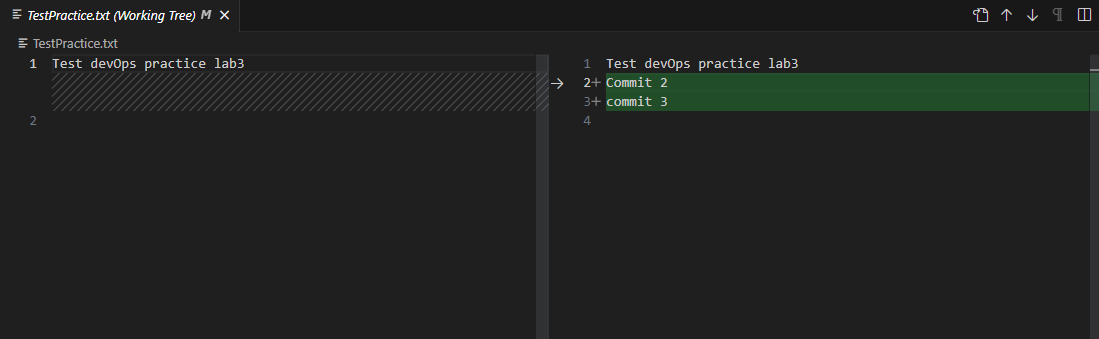 TestPractice.txt (Working Tree) M
TestPractice.txt
1 Test devOps practice lab3
2
1 Test devOps practice lab3
2+ Commit 2
3+ commit 3
4